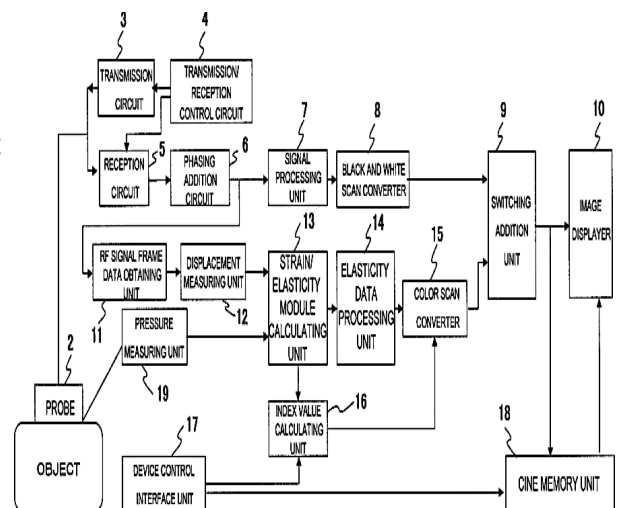 3
4
TRANSMISSION
CIRCUIT
TRANSMISSION/
RECEPTION
CONTROL CIRCUIT
5
6
7
8
9
10
RECEPTION
CIRCUIT
PHASING
ADDITION
CIRCUIT
SIGNAL
PROCESSING
UNIT
BLACK AND WHITE
SCAN CONVERTER
SWITCHING
ADDITION
UNIT
IMAGE
DISPLAYER
13
14
15
RF SIGNAL FRAME
DATA OBTAINING
UNIT
11
DISPLACEMENT
MEASURING UNIT
12
STRAIN/
ELASTICITY
MODULE
CALCULATING
UNIT
ELASTICITY
DATA
PROCESSING
UNIT
COLOR SCAN
CONVERTER
PRESSURE
MEASURING UNIT
19
2
PROBE
OBJECT
16
INDEX VALUE
CALCULATING
UNIT
17
DEVICE CONTROL
INTERFACE UNIT
18
CINE MEMORY UNIT